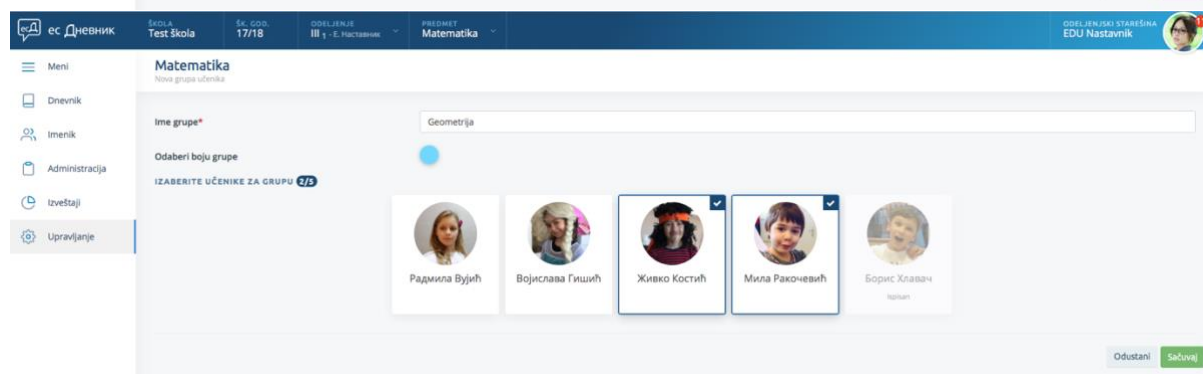 есД ес Дневник
ŠKOLA
Test škola
ŠK. GOD.
17/18
ODELJENJE
III 1 - Е. Наставник
PREDMET
Matematika
ODELJENJSKI STAREŠINA
EDU Nastavnik
Meni
Dnevnik
Imenik
Administracija
Izveštaji
Upravljanje
Matematika
Nova grupa učenika
Ime grupe*
Geometrija
Odaberi boju grupe
IZABERITE UČENIKE ZA GRUPU 2/5
Радмила Вујић
Војислава Гишић
Живко Костић
Мила Ракочевић
Борис Хлавач
Ispisan
Odustani
Sačuvaj